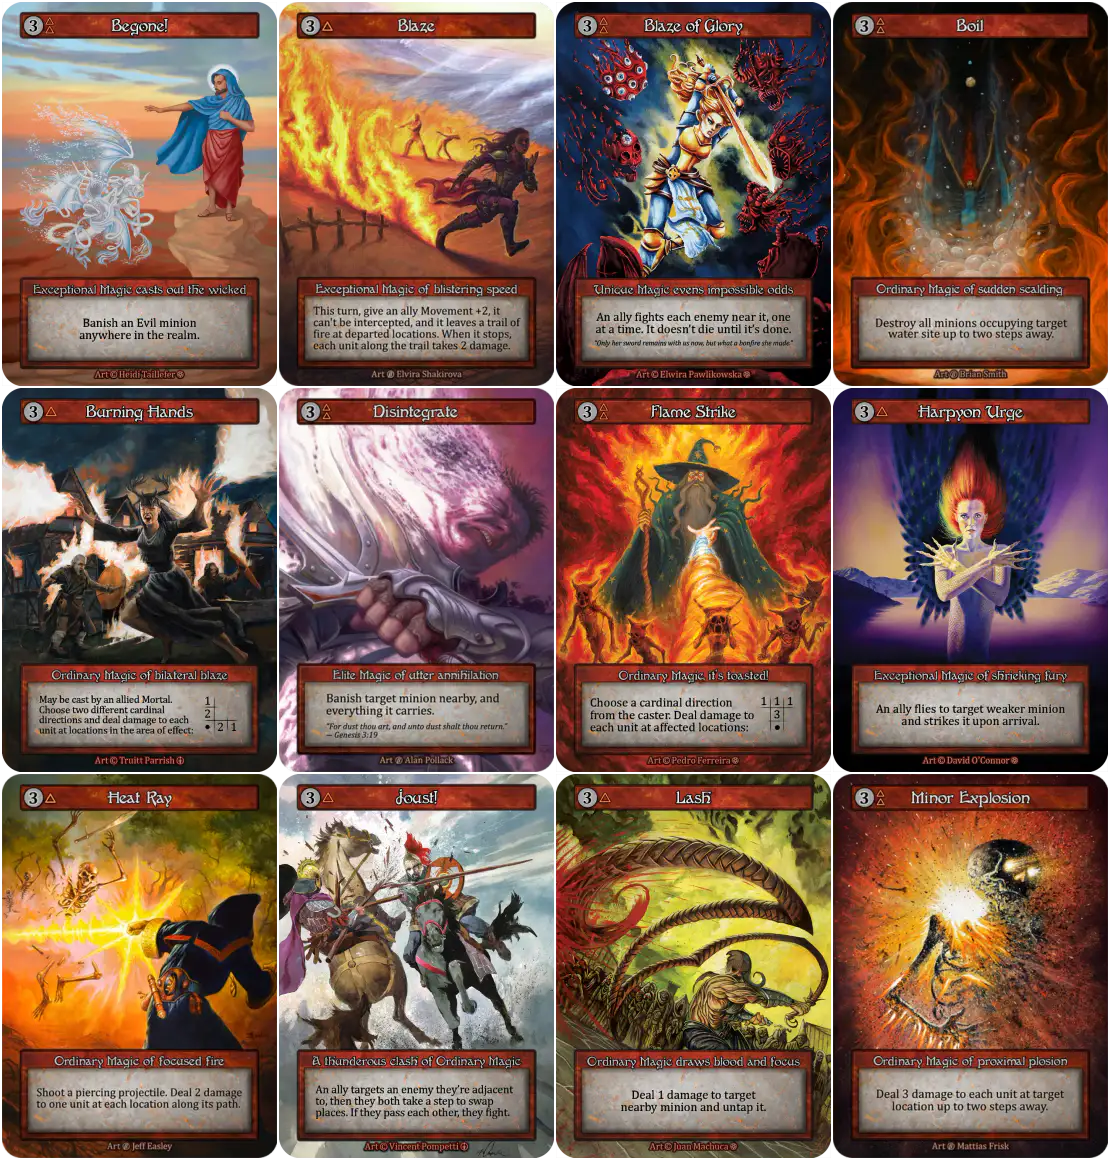 3
Begone!
Exceptional Magic casts out the wicked
Banish an Evil minion
anywhere in the realm.
Art © Heidi Taillefer
3
Blaze
Exceptional Magic of blistering speed
This turn, give an ally Movement +2, it
can't be intercepted, and it leaves a trail of
fire at departed locations. When it stops,
each unit along the trail takes 2 damage.
Art Elvira Shakirova
3
Blaze of Glory
Unique Magic evens impossible odds
An ally fights each enemy near it, one
at a time. It doesn't die until it's done.
"Only her sword remains with us now, but what a bonfire she made."
Art © Elwira Pawlikowska
3
Boil
Ordinary Magic of sudden scalding
Destroy all minions occupying target
water site up to two steps away.
Art Brian Smith
3
Burning Hands
Ordinary Magic of bilateral blaze
May be cast by an allied Mortal.
Choose two different cardinal
directions and deal damage to each
unit at locations in the area of effect:
1
2
• 2 1
Art © Truitt Parrish
3
Disintegrate
Elite Magic of utter annihilation
Banish target minion nearby, and
everything it carries.
"For dust thou art, and unto dust shalt thou return."
— Genesis 3:19
Art Alan Pollack
3
Flame Strike
Ordinary Magic, it's toasted!
Choose a cardinal direction
from the caster. Deal damage to
each unit at affected locations:
1 1 1
3
•
Art © Pedro Ferreira
3
Harpyon Urge
Exceptional Magic of shrieking fury
An ally flies to target weaker minion
and strikes it upon arrival.
Art © David O'Connor
3
Heat Ray
Ordinary Magic of focused fire
Shoot a piercing projectile. Deal 2 damage
to one unit at each location along its path.
Art Jeff Easley
3
Joust!
A thunderous clash of Ordinary Magic
An ally targets an enemy they're adjacent
to, then they both take a step to swap
places. If they pass each other, they fight.
Art © Vincent Pompetti
3
Lash
Ordinary Magic draws blood and focus
Deal 1 damage to target
nearby minion and untap it.
Art © Juan Machuca
3
Minor Explosion
Ordinary Magic of proximal plosion
Deal 3 damage to each unit at target
location up to two steps away.
Art Mattias Frisk